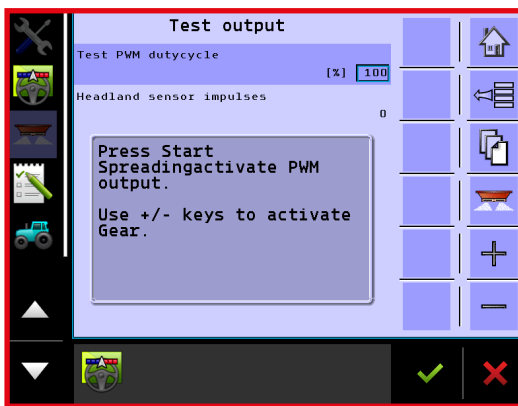 Test output
Test PWM dutycycle
[%] 100
Headland sensor impulses
0
Press Start
Spreadingactivate PWM
output.
Use +/- keys to activate
Gear.